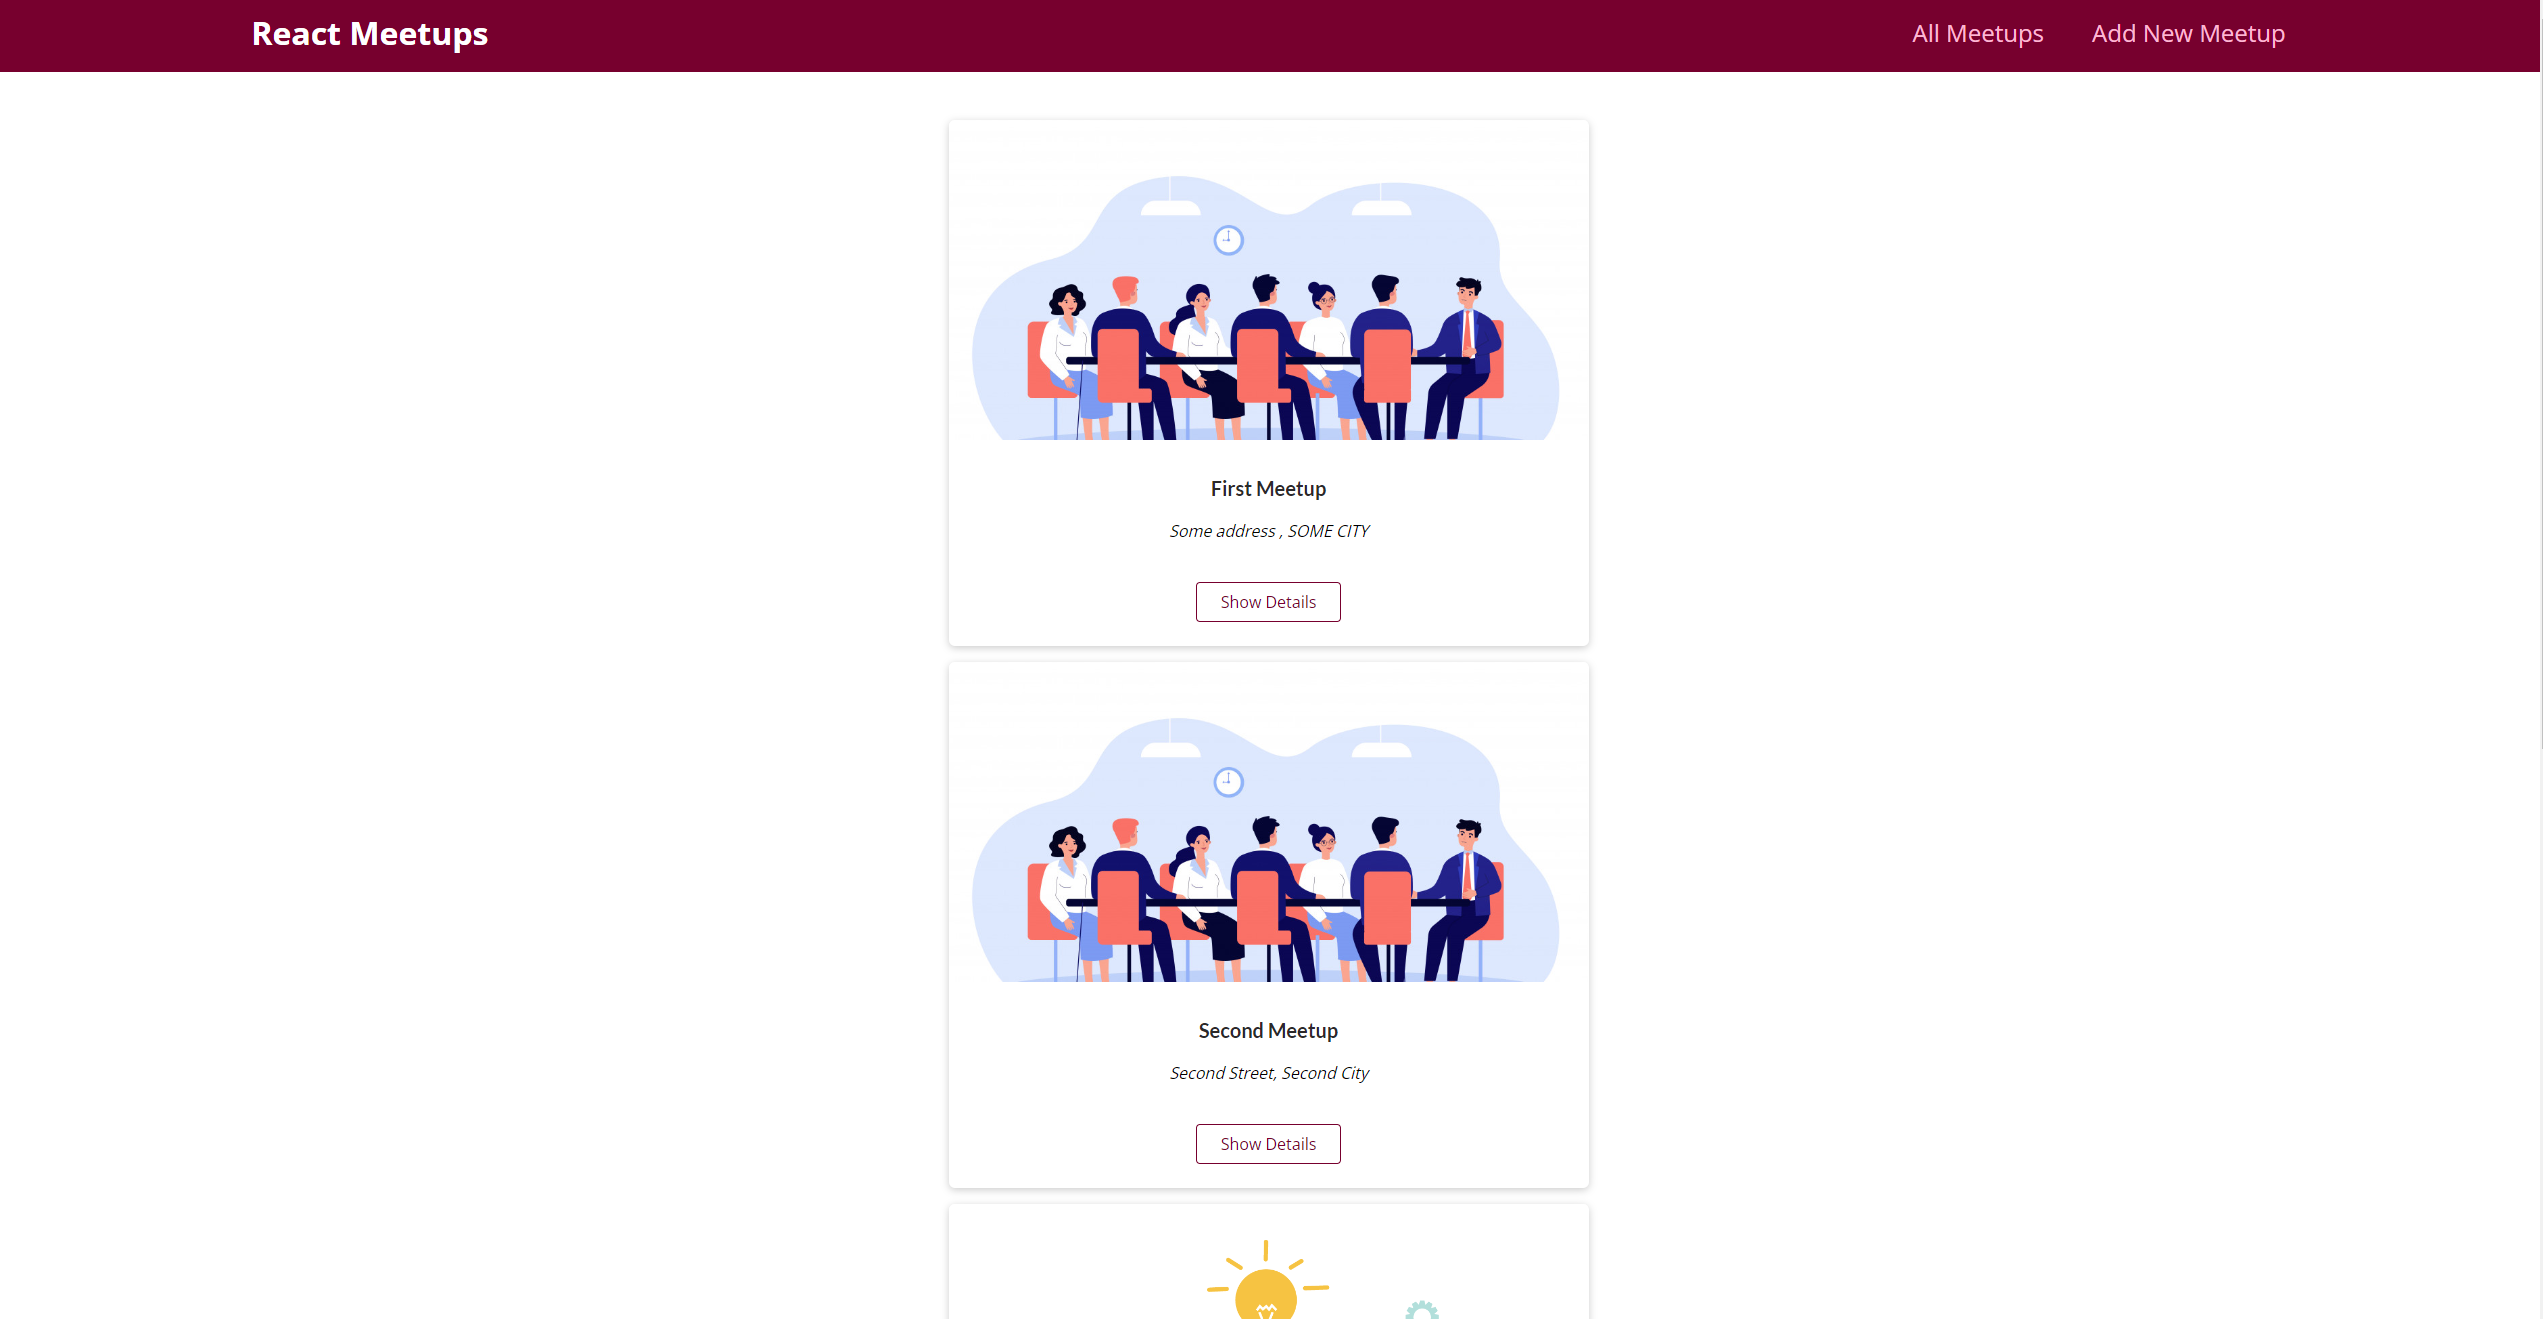 React Meetups
All Meetups
Add New Meetup
First Meetup
Some address , SOME CITY
Show Details
Second Meetup
Second Street, Second City
Show Details